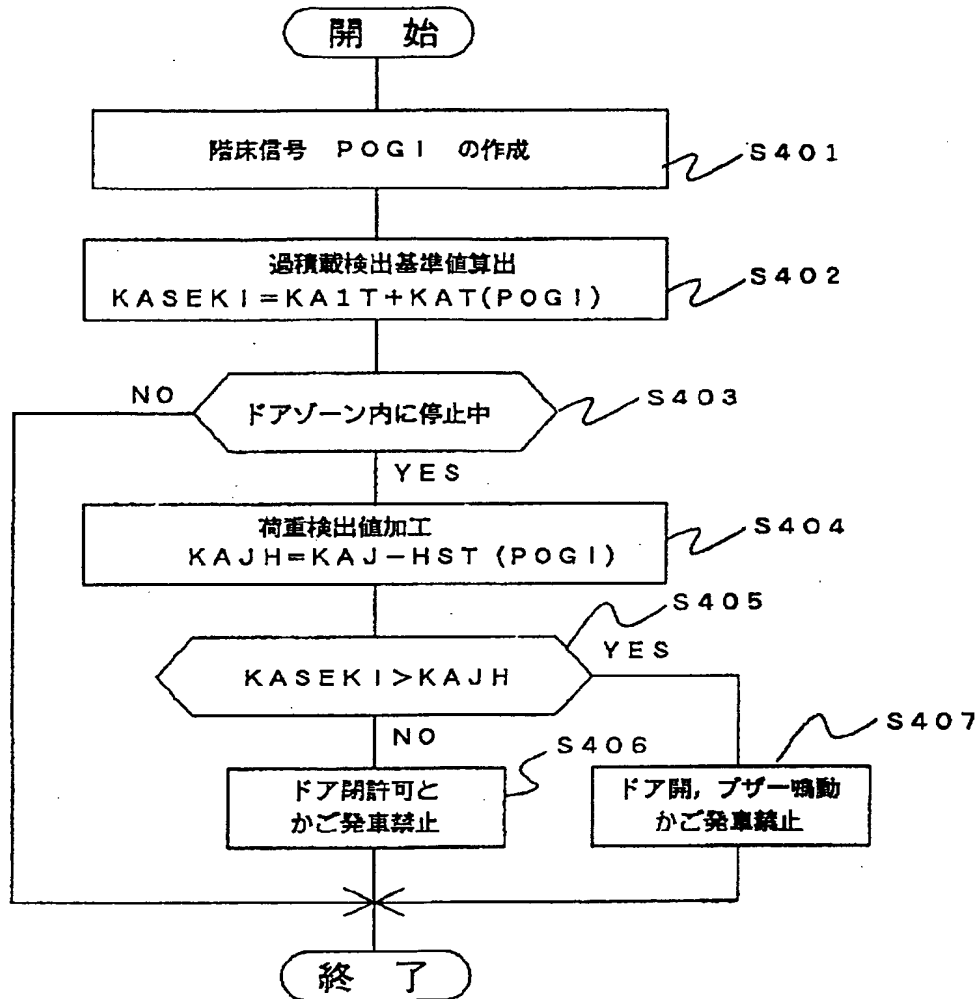 開 始
階床信号 POGI の作成
S401
過積載検出基準値算出
KASEKI=KA1T+KAT(POGI)
S402
NO
ドアゾーン内に停止中
S403
YES
荷重検出値加工
KAJH=KAJ-HST (POGI)
S404
S405
KASEKI>KAJH
YES
NO
S406
S407
ドア閉許可と
かご発車禁止
ドア開,ブザー鳴動
かご発車禁止
終 了